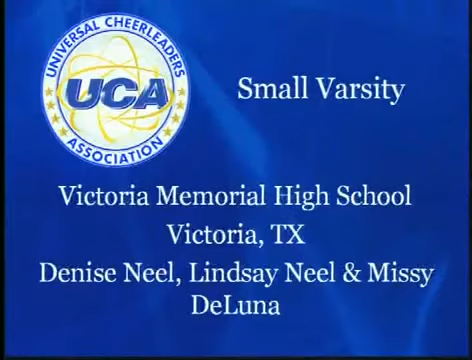 UNIVERSAL CHEERLEADERS
UCA
ASSOCIATION
Small Varsity
Victoria Memorial High School
Victoria, TX
Denise Neel, Lindsay Neel & Missy
DeLuna